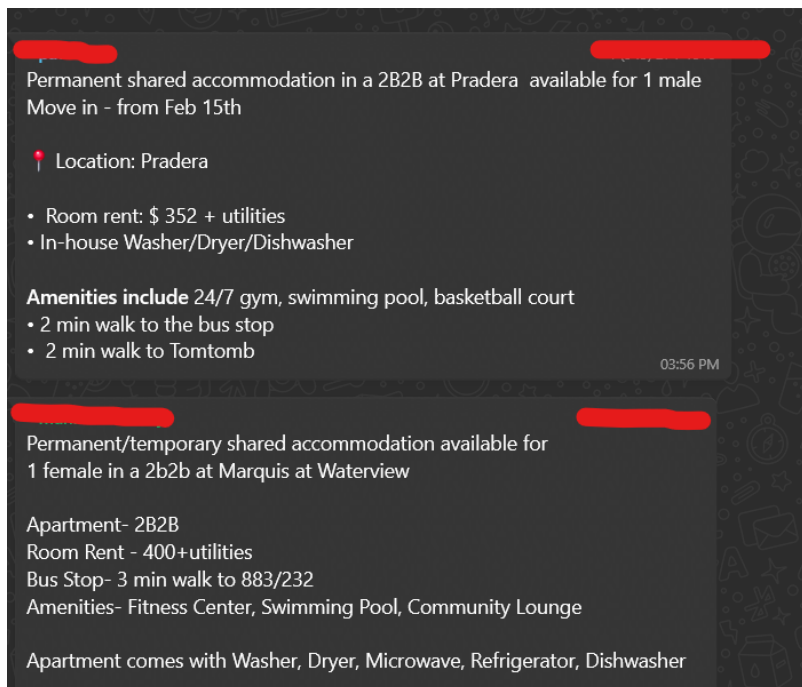 Permanent shared accommodation in a 2B2B at Pradera  available for 1 male
Move in - from Feb 15th
📍 Location: Pradera
•  Room rent: $ 352 + utilities
• In-house Washer/Dryer/Dishwasher
Amenities include 24/7 gym, swimming pool, basketball court
• 2 min walk to the bus stop
•  2 min walk to Tomtomb
03:56 PM
Permanent/temporary shared accommodation available for
1 female in a 2b2b at Marquis at Waterview
Apartment- 2B2B
Room Rent - 400+utilities
Bus Stop- 3 min walk to 883/232
Amenities- Fitness Center, Swimming Pool, Community Lounge
Apartment comes with Washer, Dryer, Microwave, Refrigerator, Dishwasher